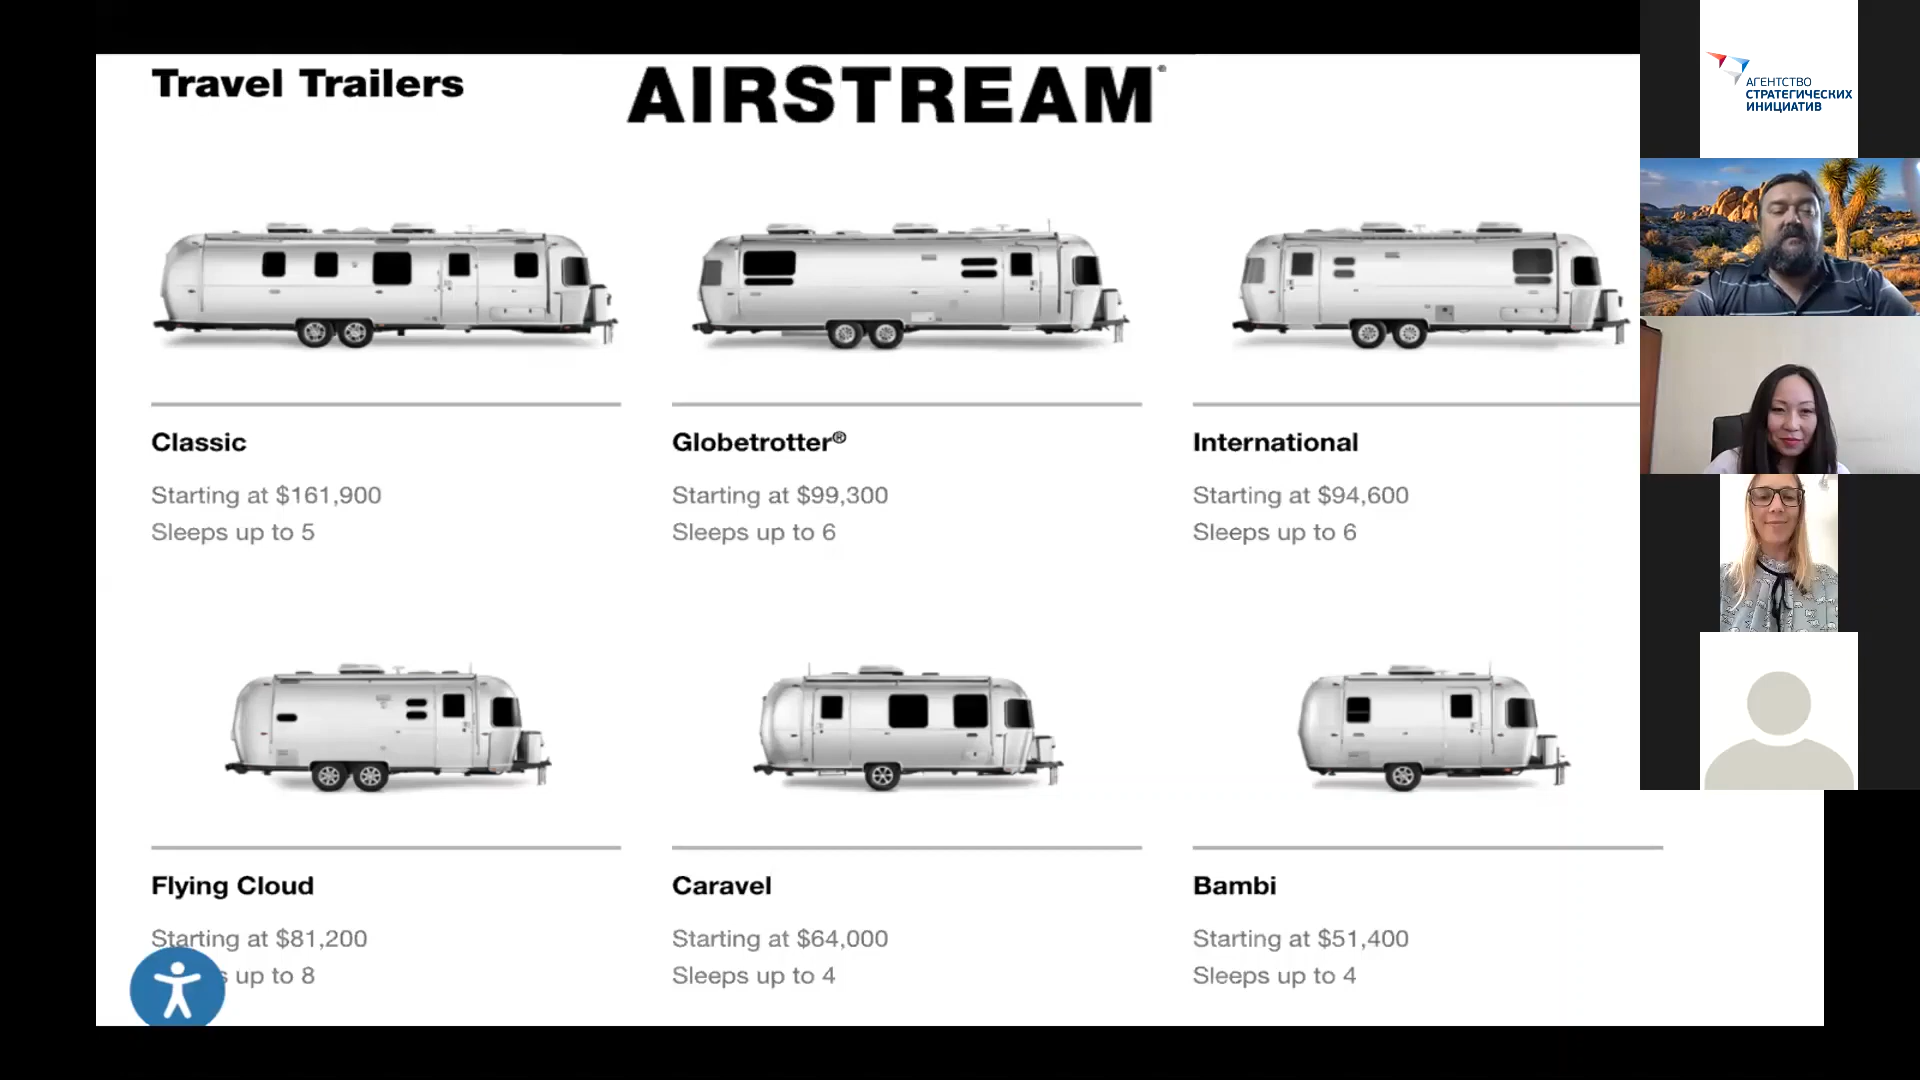 Travel Trailers
AIRSTREAM
Classic
Starting at $161,900
Sleeps up to 5
Globetrotter®
Starting at $99,300
Sleeps up to 6
International
Starting at $94,600
Sleeps up to 6
Flying Cloud
Starting at $81,200
s up to 8
Caravel
Starting at $64,000
Sleeps up to 4
Bambi
Starting at $51,400
Sleeps up to 4
АГЕНТСТВО
СТРАТЕГИЧЕСКИХ
ИНИЦИАТИВ